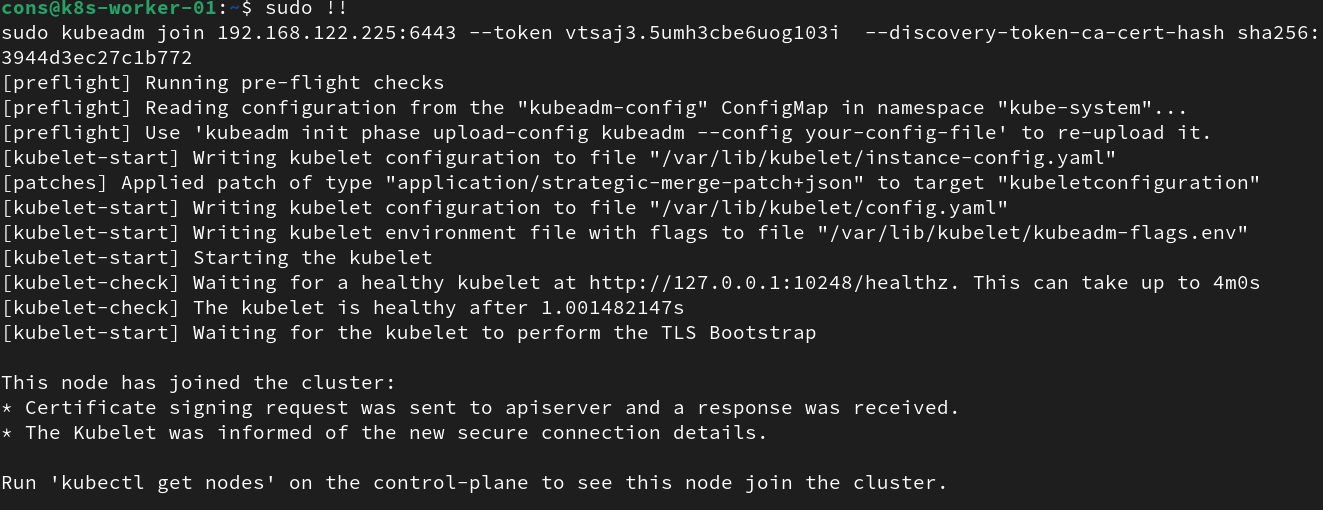 cons@k8s-worker-01:~$ sudo !!
sudo kubeadm join 192.168.122.225:6443 --token vtsaj3.5umh3cbe6uog103i  --discovery-token-ca-cert-hash sha256:
3944d3ec27c1b772
[preflight] Running pre-flight checks
[preflight] Reading configuration from the "kubeadm-config" ConfigMap in namespace "kube-system"...
[preflight] Use 'kubeadm init phase upload-config kubeadm --config your-config-file' to re-upload it.
[kubelet-start] Writing kubelet configuration to file "/var/lib/kubelet/instance-config.yaml"
[patches] Applied patch of type "application/strategic-merge-patch+json" to target "kubeletconfiguration"
[kubelet-start] Writing kubelet configuration to file "/var/lib/kubelet/config.yaml"
[kubelet-start] Writing kubelet environment file with flags to file "/var/lib/kubelet/kubeadm-flags.env"
[kubelet-start] Starting the kubelet
[kubelet-check] Waiting for a healthy kubelet at http://127.0.0.1:10248/healthz. This can take up to 4m0s
[kubelet-check] The kubelet is healthy after 1.001482147s
[kubelet-start] Waiting for the kubelet to perform the TLS Bootstrap

This node has joined the cluster:
* Certificate signing request was sent to apiserver and a response was received.
* The Kubelet was informed of the new secure connection details.

Run 'kubectl get nodes' on the control-plane to see this node join the cluster.